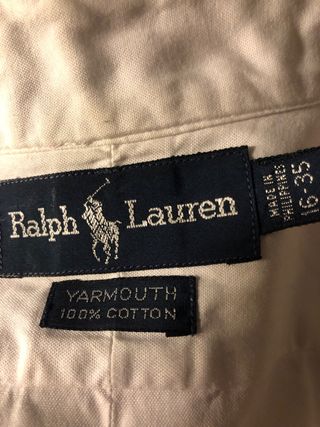 Ralph Lauren
MADE IN
PHILIPPINES
16-35
YARMOUTH
100% COTTON